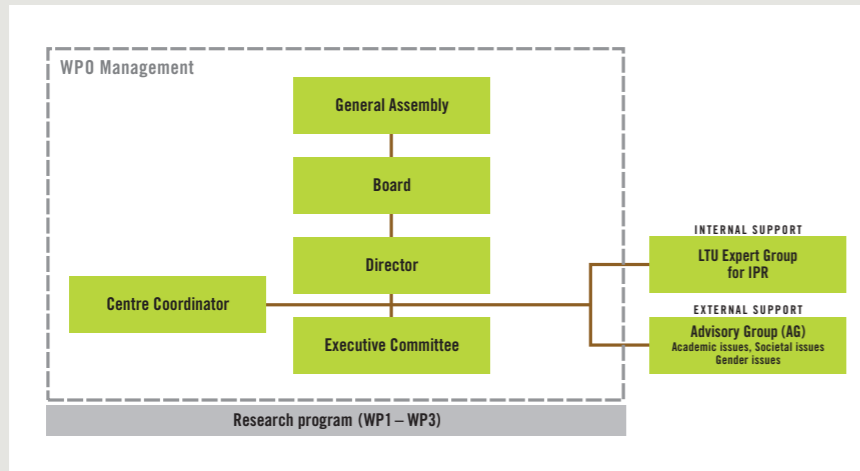 WP0 Management
General Assembly
Board
Director
Centre Coordinator
Executive Committee
INTERNAL SUPPORT
LTU Expert Group
for IPR
EXTERNAL SUPPORT
Advisory Group (AG)
Academic issues, Societal issues
Gender issues
Research program (WP1 – WP3)